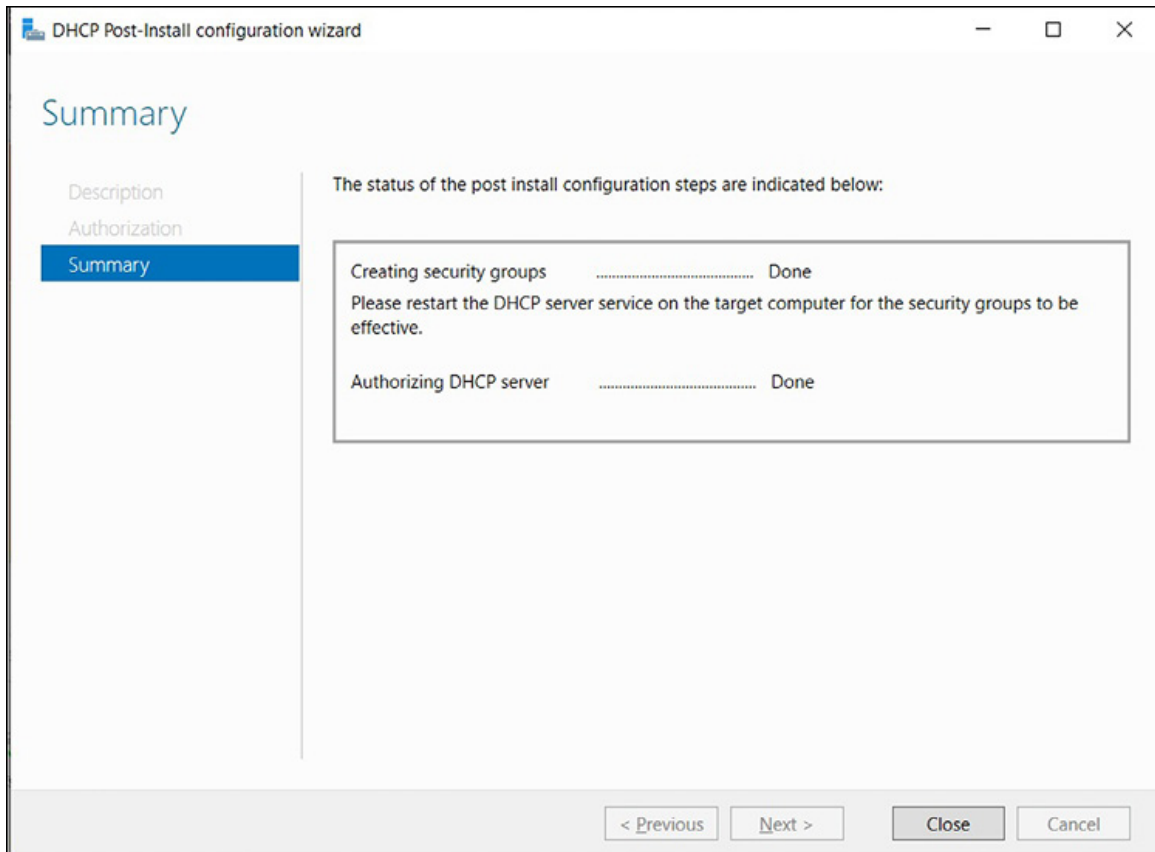 DHCP Post-Install configuration wizard
Summary
Description
Authorization
Summary
The status of the post install configuration steps are indicated below:
Creating security groups .......................................... Done
Please restart the DHCP server service on the target computer for the security groups to be
effective.
Authorizing DHCP server .......................................... Done
< Previous
Next >
Close
Cancel